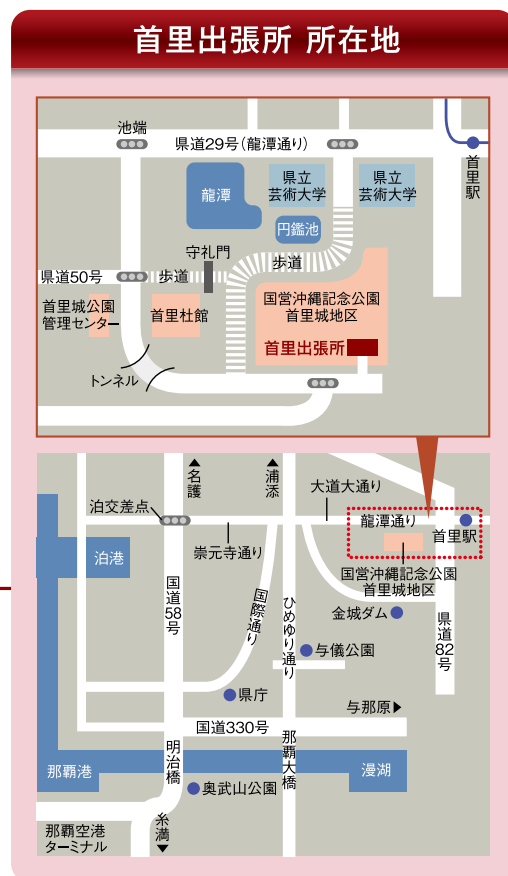 首里出張所 所在地
池端
県道29号(龍潭通り)
首里駅
龍潭
県立
芸術大学
県立
芸術大学
円鑑池
守礼門
歩道
県道50号
歩道
国営沖縄記念公園
首里城地区
首里城公園
管理センター
首里杜館
首里出張所
トンネル
▲名護
▲浦添
大道大通り
泊交差点
龍潭通り
首里駅
崇元寺通り
泊港
国営沖縄記念公園
首里城地区
国道58号
国際通り
ひめゆり通り
金城ダム
県道82号
与儀公園
県庁
与那原▶
国道330号
明治橋
那覇大橋
那覇港
漫湖
奥武山公園
糸満▼
那覇空港
ターミナル